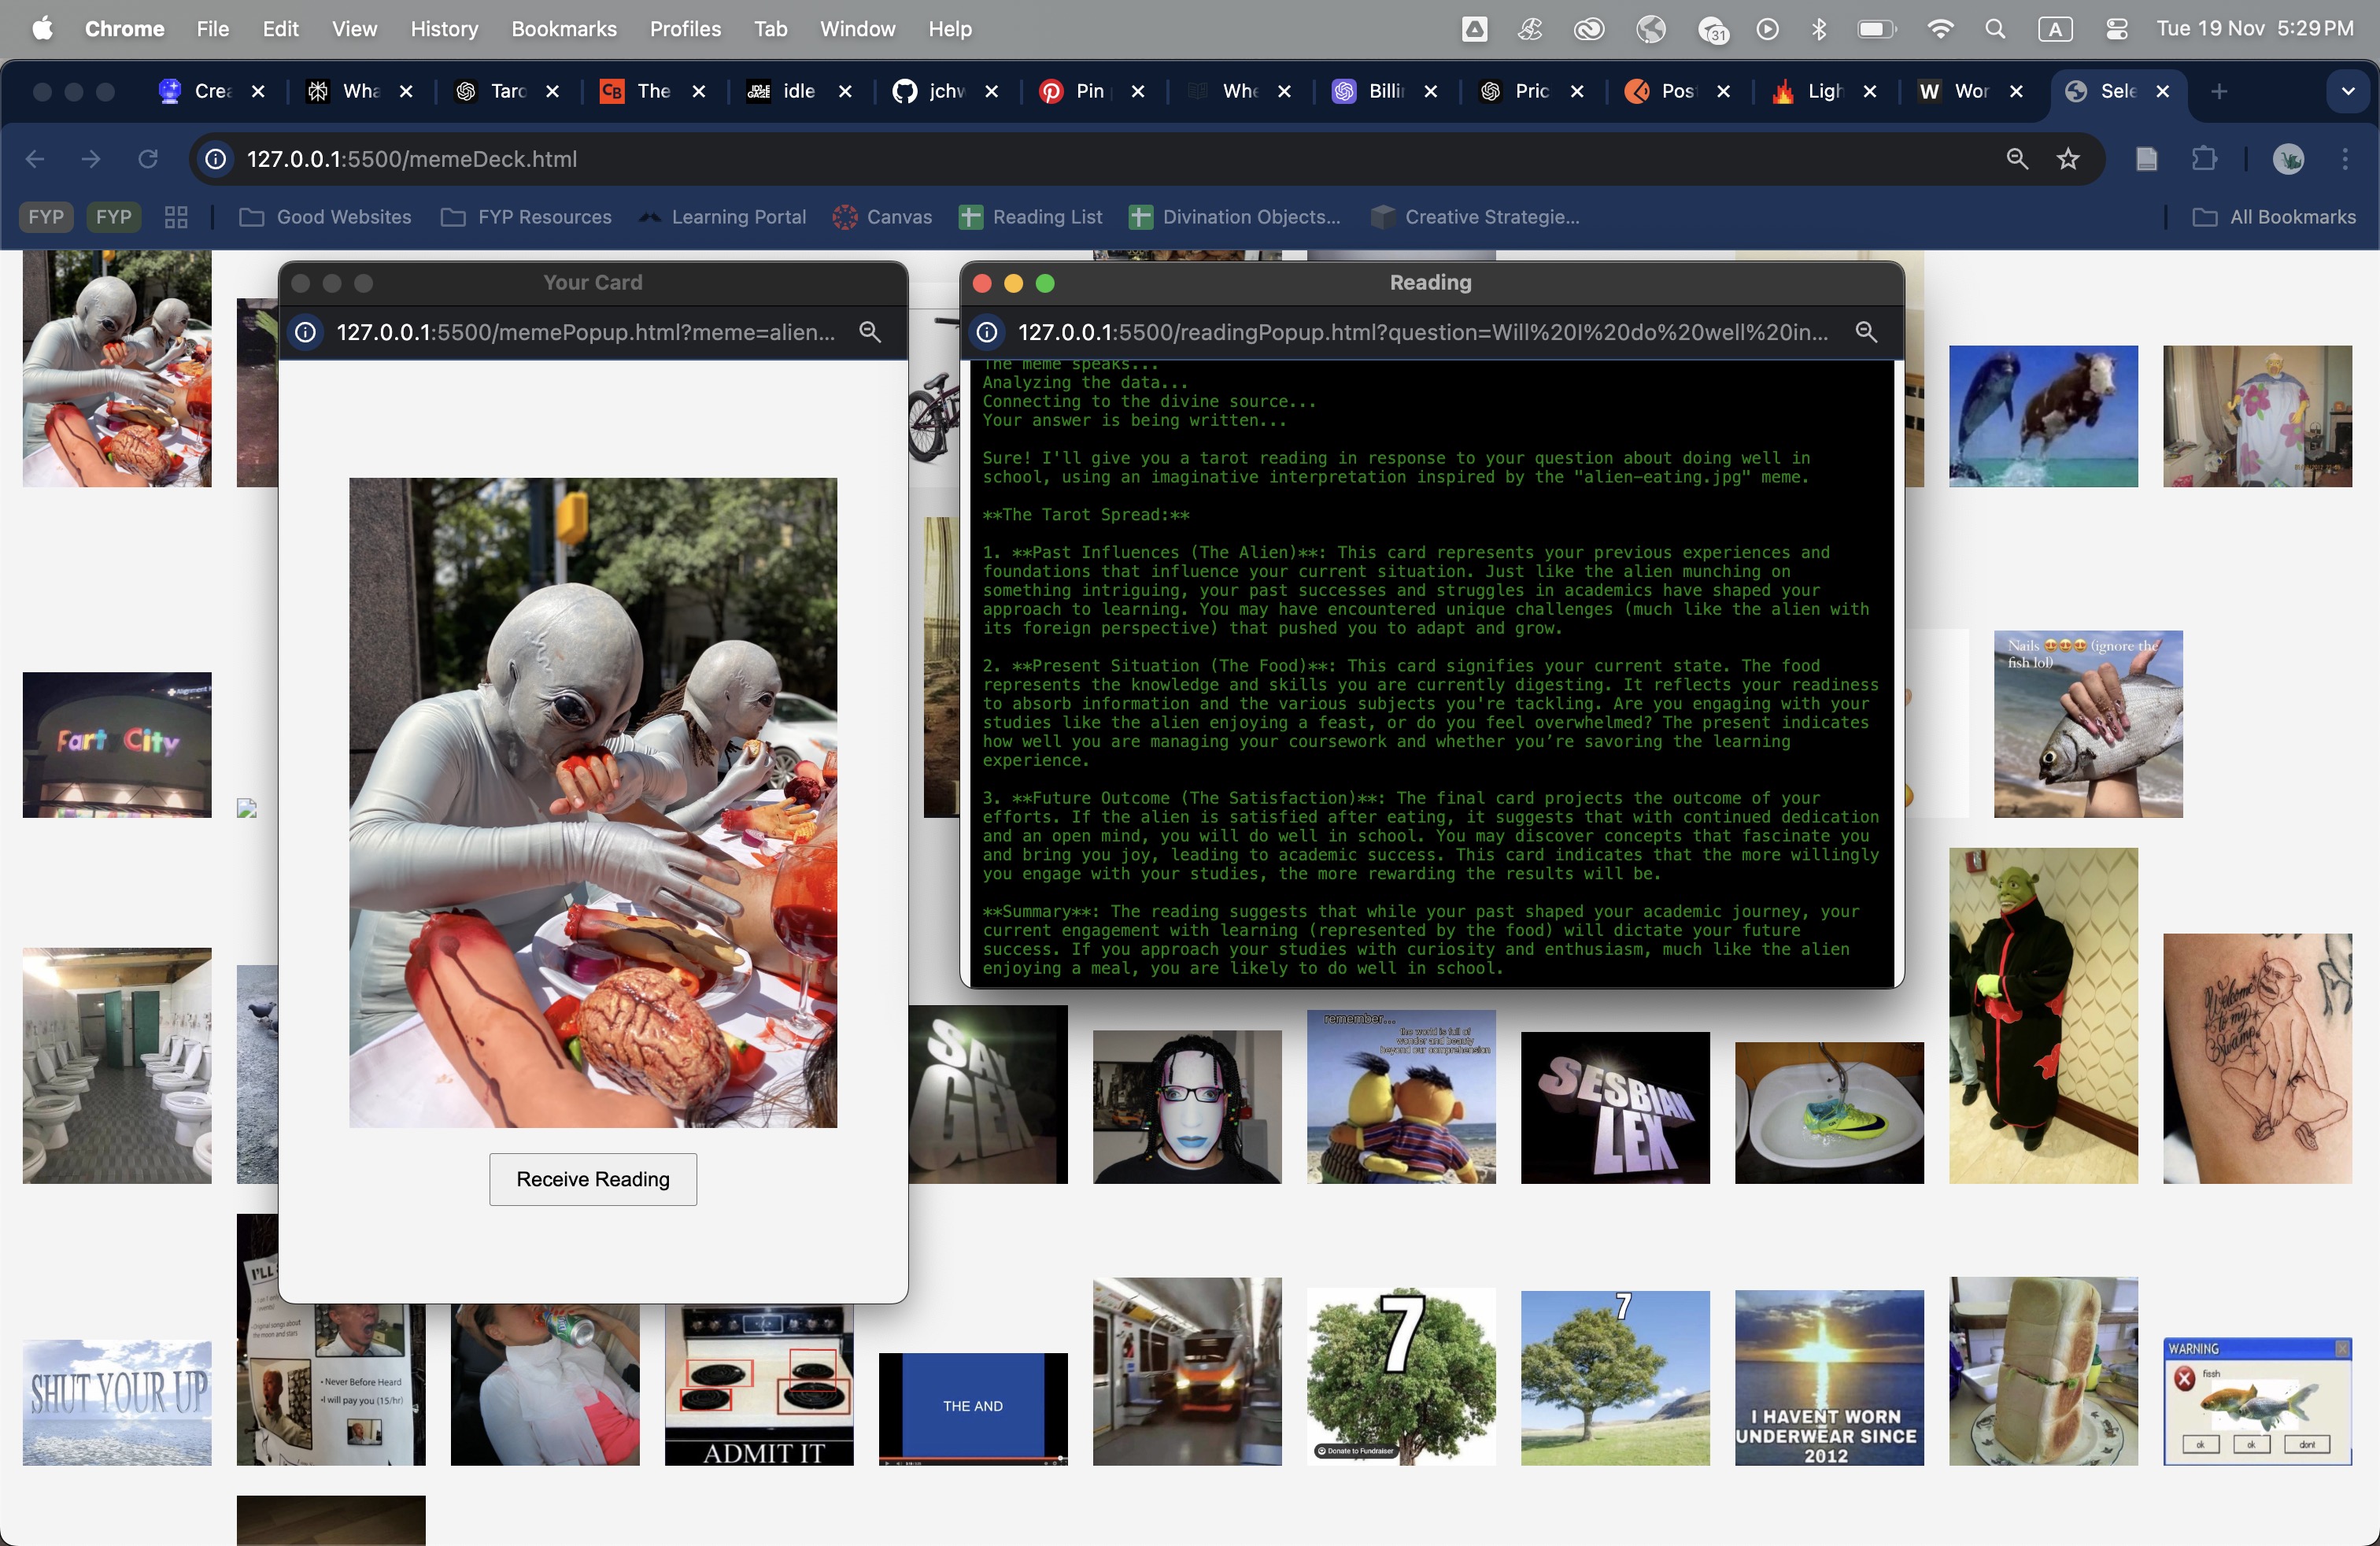 Chrome File Edit View History Bookmarks Profiles Tab Window Help
31 A Tue 19 Nov 5:29 PM
Crea Wha Taro CB The idle jchw Pin Whe Billin Pric Post Ligh W Wor Sele
127.0.0.1:5500/memeDeck.html
FYP FYP Good Websites FYP Resources Learning Portal Canvas Reading List Divination Objects... Creative Strategie... All Bookmarks
Your Card
127.0.0.1:5500/memePopup.html?meme=alien...
Receive Reading
Reading
127.0.0.1:5500/readingPopup.html?question=Will%20I%20do%20well%20in...
The meme speaks...
Analyzing the data...
Connecting to the divine source...
Your answer is being written...
Sure! I'll give you a tarot reading in response to your question about doing well in
school, using an imaginative interpretation inspired by the "alien-eating.jpg" meme.
**The Tarot Spread:**
1. **Past Influences (The Alien)**: This card represents your previous experiences and
foundations that influence your current situation. Just like the alien munching on
something intriguing, your past successes and struggles in academics have shaped your
approach to learning. You may have encountered unique challenges (much like the alien with
its foreign perspective) that pushed you to adapt and grow.
2. **Present Situation (The Food)**: This card signifies your current state. The food
represents the knowledge and skills you are currently digesting. It reflects your readiness
to absorb information and the various subjects you're tackling. Are you engaging with your
studies like the alien enjoying a feast, or do you feel overwhelmed? The present indicates
how well you are managing your coursework and whether you’re savoring the learning
experience.
3. **Future Outcome (The Satisfaction)**: The final card projects the outcome of your
efforts. If the alien is satisfied after eating, it suggests that with continued dedication
and an open mind, you will do well in school. You may discover concepts that fascinate you
and bring you joy, leading to academic success. This card indicates that the more willingly
you engage with your studies, the more rewarding the results will be.
**Summary**: The reading suggests that while your past shaped your academic journey, your
current engagement with learning (represented by the food) will dictate your future
success. If you approach your studies with curiosity and enthusiasm, much like the alien
enjoying a meal, you are likely to do well in school.
Fart City
Nails 😍😍😍 (ignore the
fish lol)
SAY
GEX
remember...
the world is full of
wonder and beauty
beyond our comprehension
SESBIAN
LEX
Welcome
to my
Swamp
SHUT YOUR UP
I'LL
-Original songs about
the moon and stars
• Never Before Heard
•I will pay you (15/hr)
ADMIT IT
THE AND
7
Donate to Fundraiser
7
I HAVENT WORN
UNDERWEAR SINCE
2012
WARNING
fissh
ok ok dont